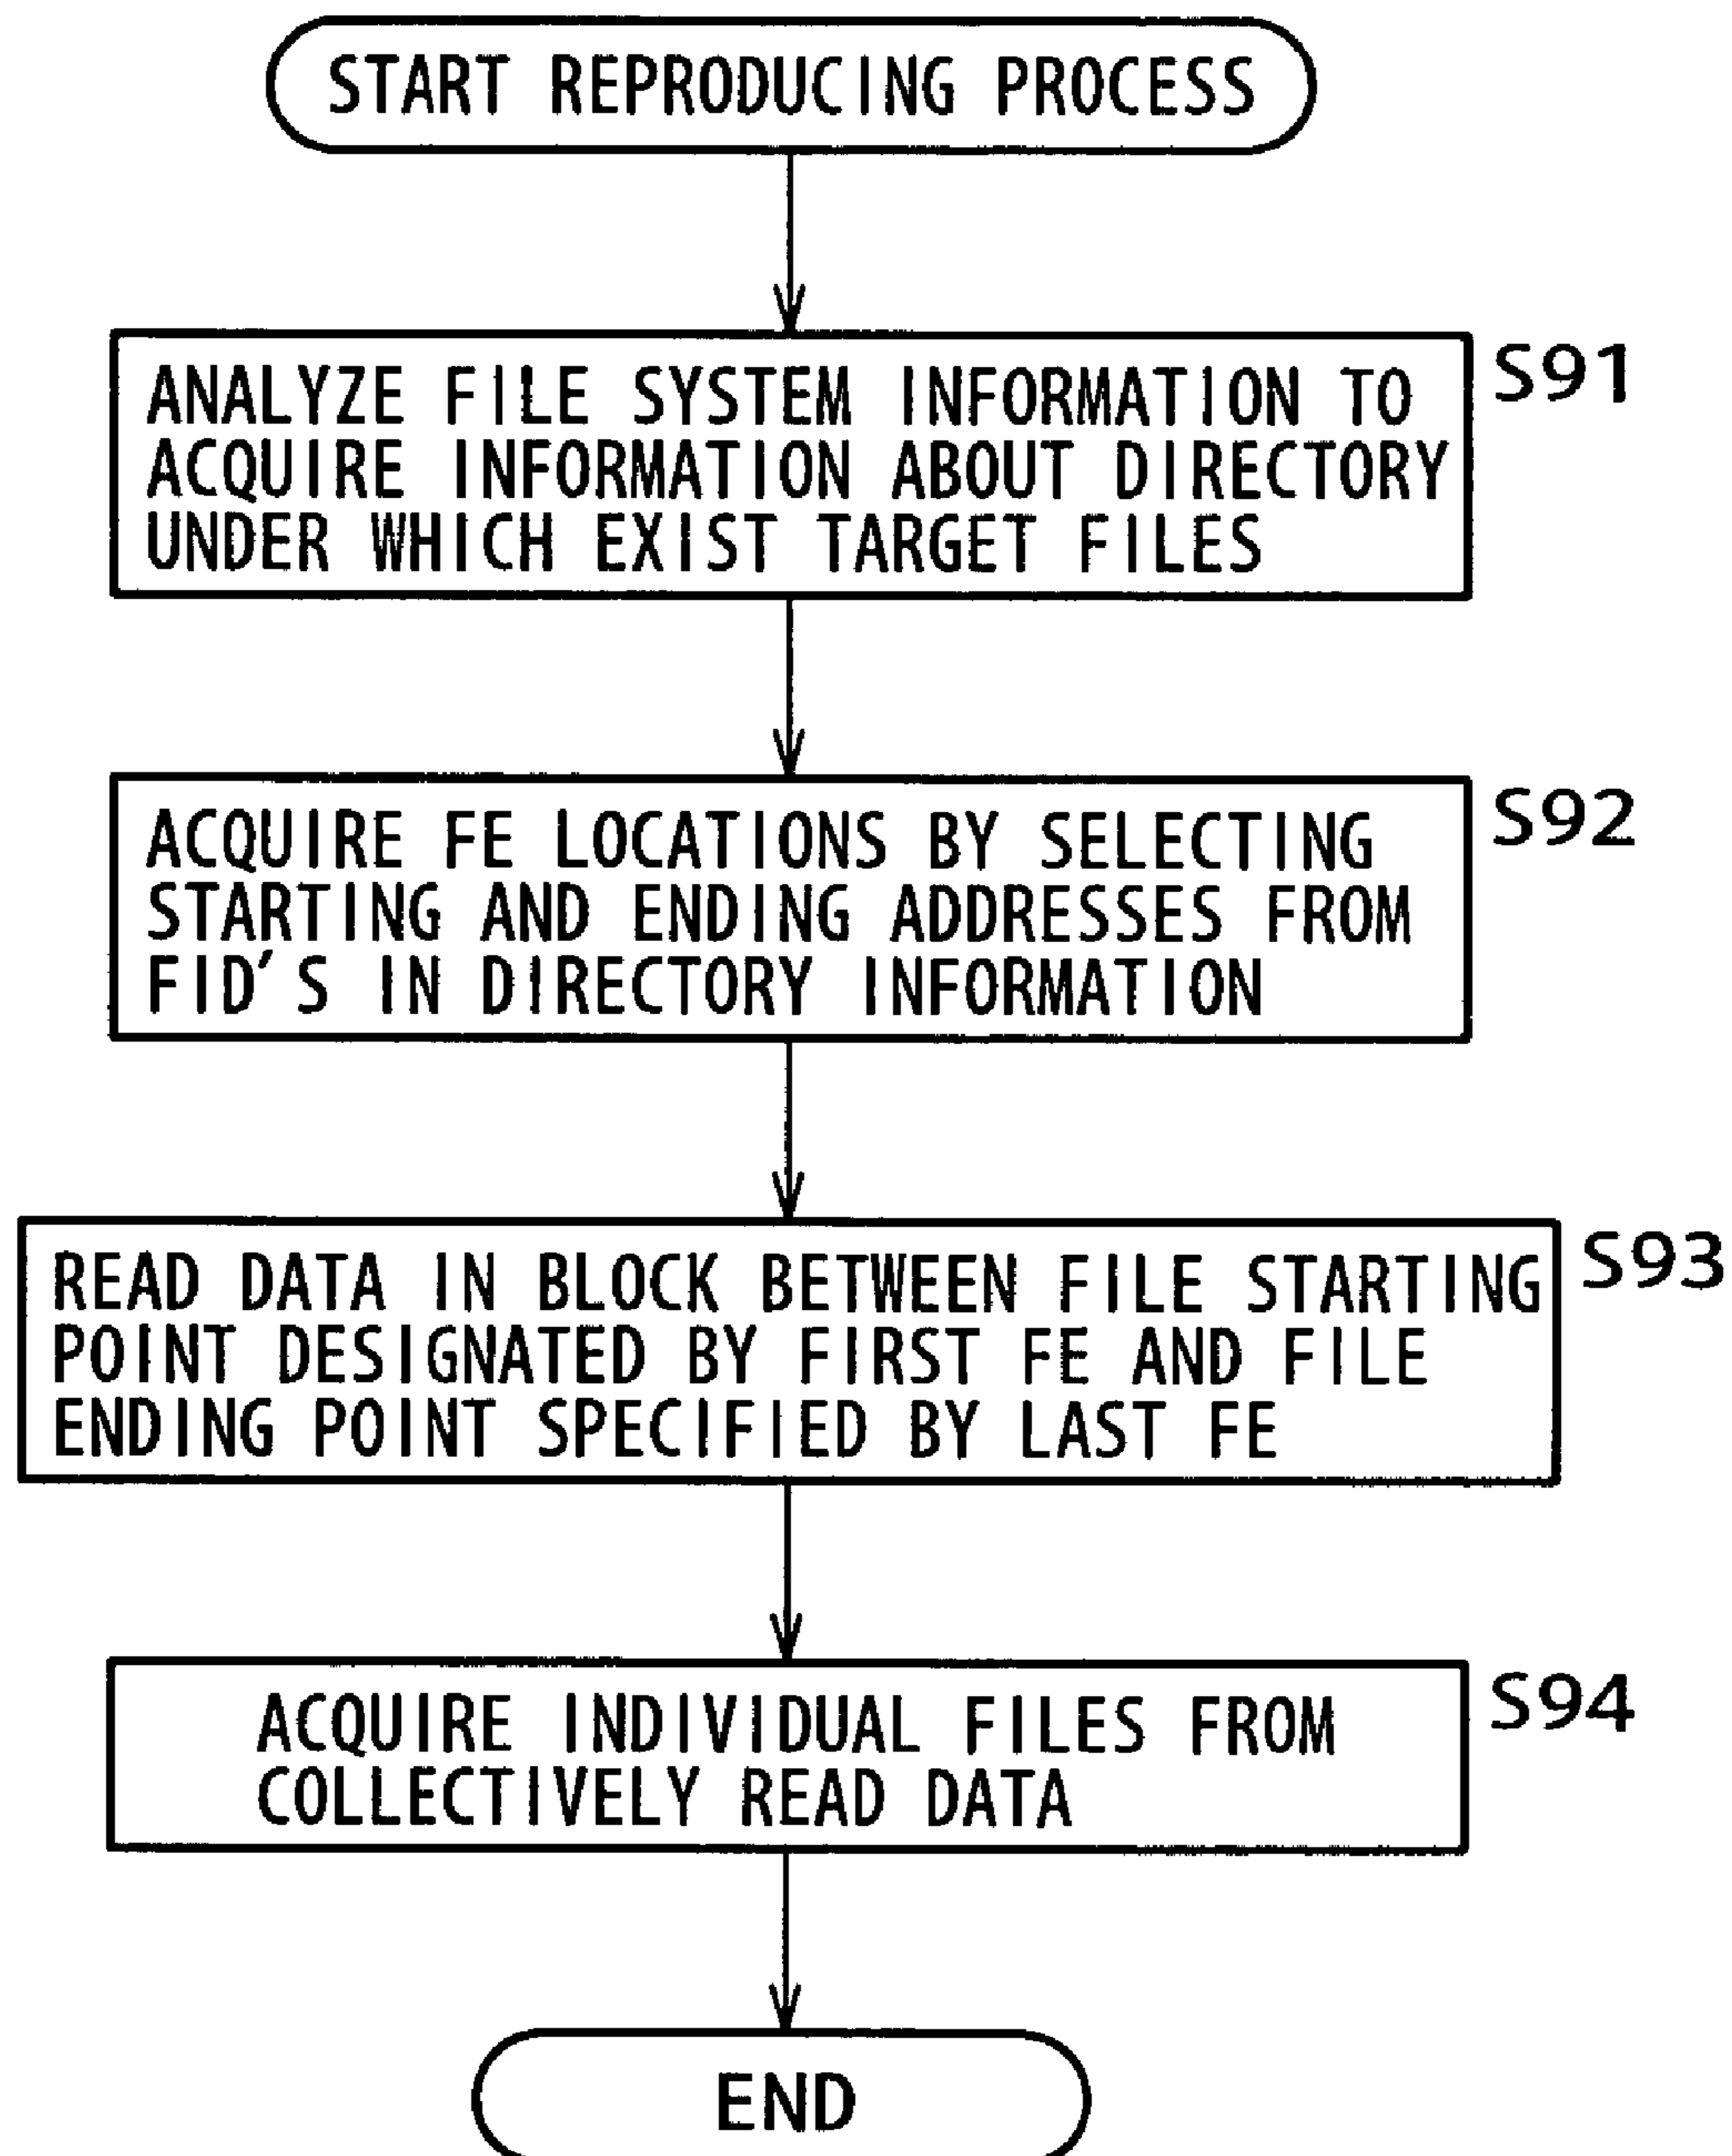 START REPRODUCING PROCESS
ANALYZE FILE SYSTEM INFORMATION TO
ACQUIRE INFORMATION ABOUT DIRECTORY
UNDER WHICH EXIST TARGET FILES
S91
ACQUIRE FE LOCATIONS BY SELECTING
STARTING AND ENDING ADDRESSES FROM
FID'S IN DIRECTORY INFORMATION
S92
READ DATA IN BLOCK BETWEEN FILE STARTING
POINT DESIGNATED BY FIRST FE AND FILE
ENDING POINT SPECIFIED BY LAST FE
S93
ACQUIRE INDIVIDUAL FILES FROM
COLLECTIVELY READ DATA
S94
END